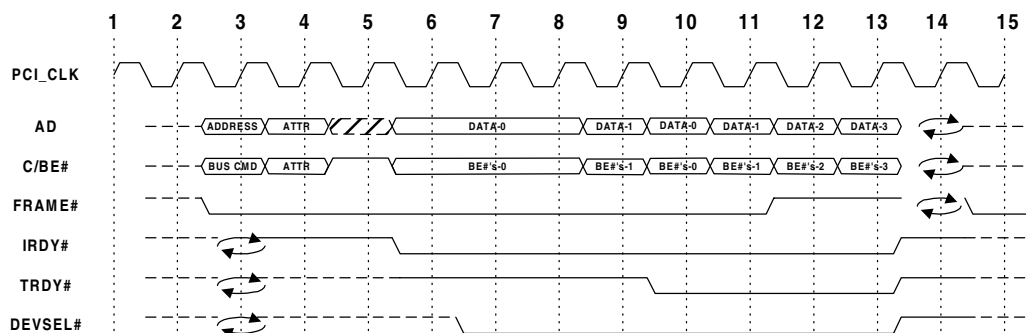 1 2 3 4 5 6 7 8 9 10 11 12 13 14 15
PCI_CLK
AD ADDRESS ATTR DATA-0 DATA-1 DATA-0 DATA-1 DATA-2 DATA-3
C/BE# BUS CMD ATTR BE#'s-0 BE#'s-1 BE#'s-0 BE#'s-1 BE#'s-2 BE#'s-3
FRAME#
IRDY#
TRDY#
DEVSEL#